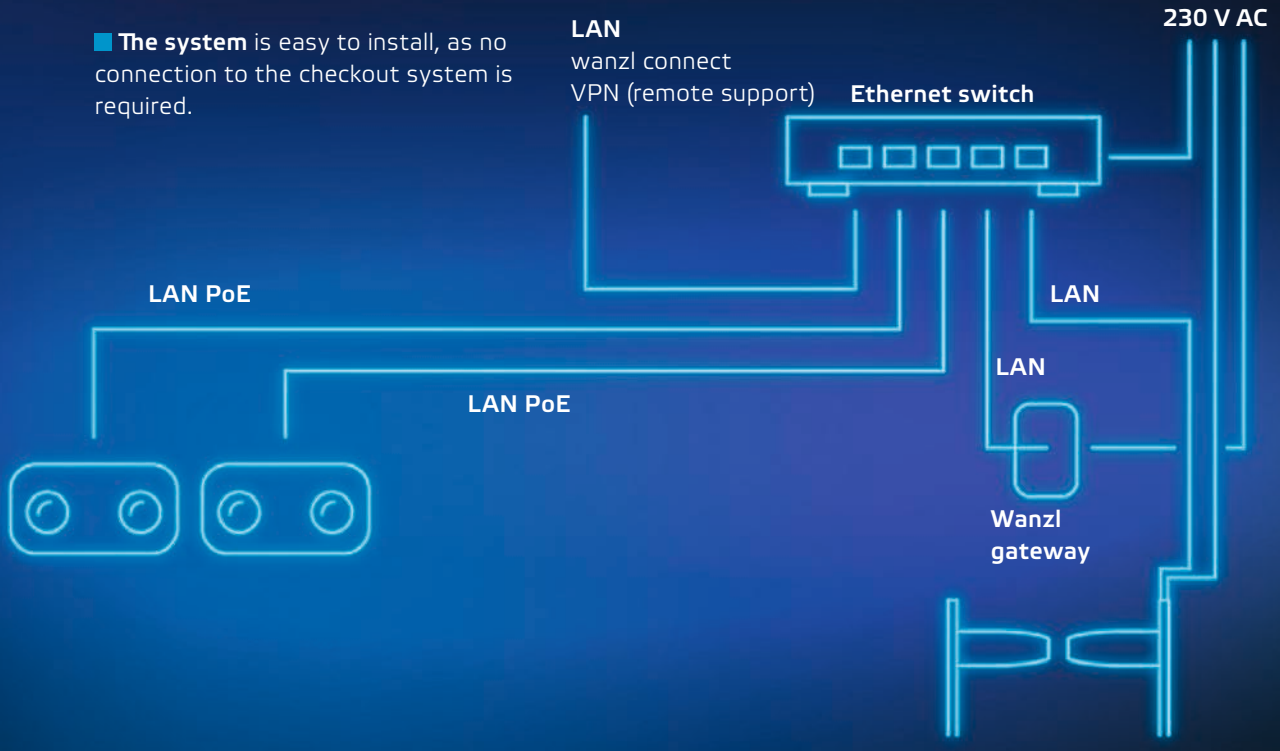 The system is easy to install, as no
connection to the checkout system is
required.
LAN
wanzl connect
VPN (remote support)
Ethernet switch
230 V AC
LAN PoE
LAN
LAN
LAN PoE
Wanzl
gateway